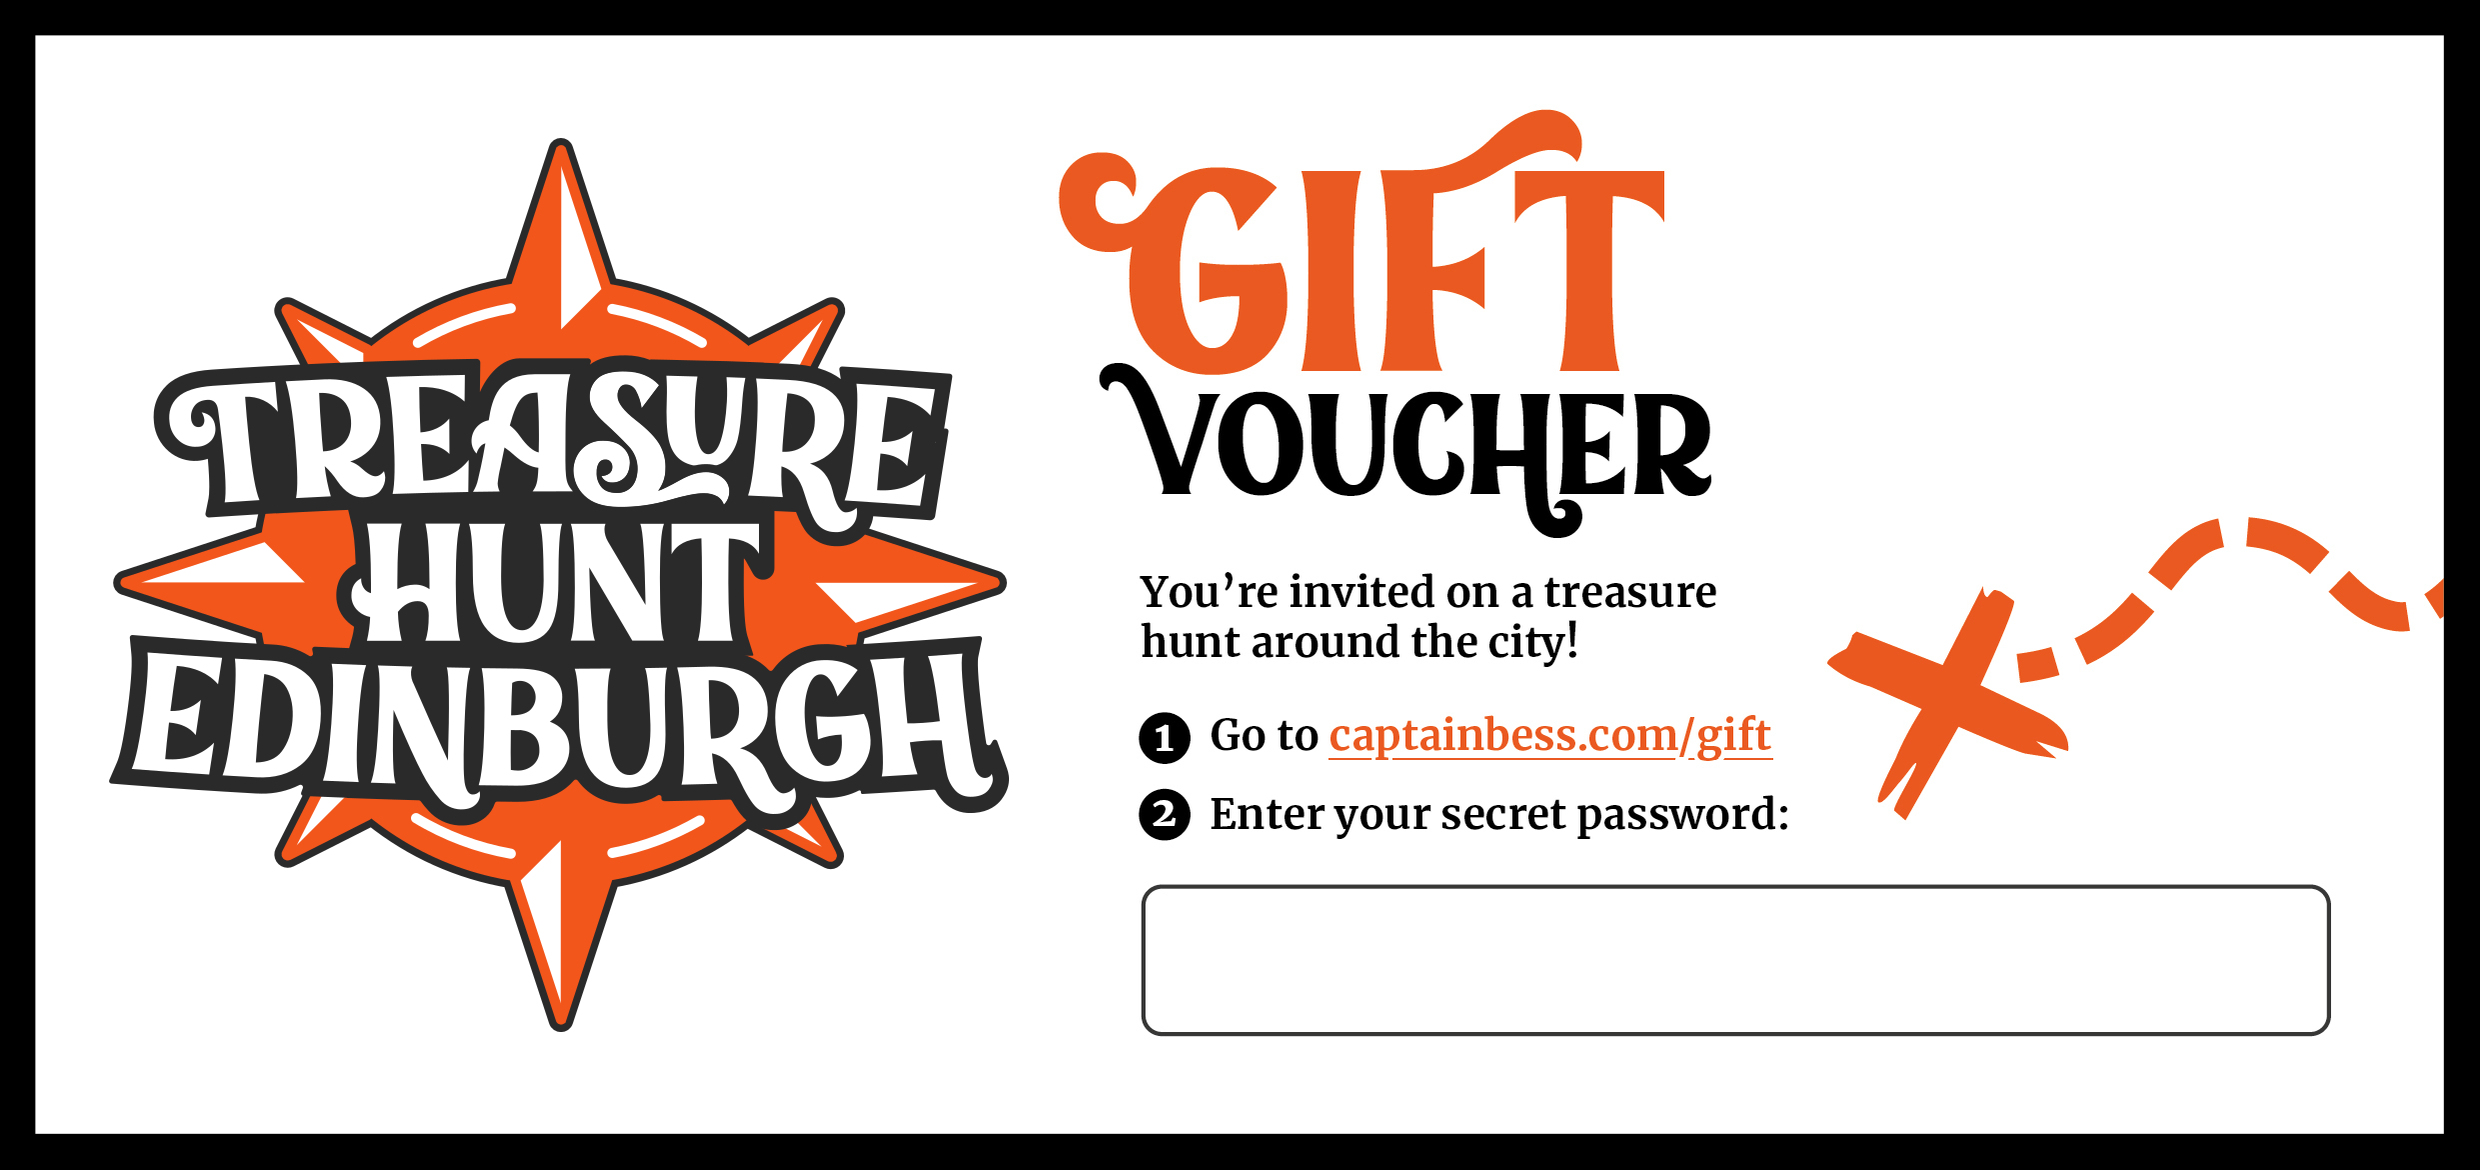 TREASURE
HUNT
EDINBURGH
GIFT
VOUCHER
You’re invited on a treasure
hunt around the city!
1 Go to captainbess.com/gift
2 Enter your secret password: